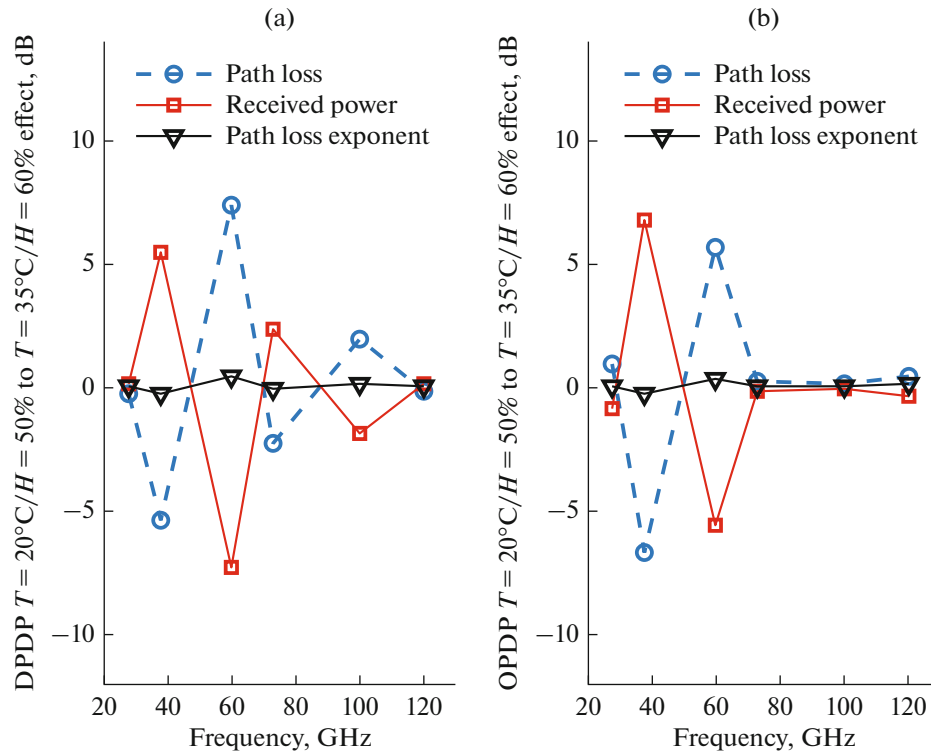 (a)
DPDP T = 20°C/H = 50% to T = 35°C/H = 60% effect, dB
Path loss
Received power
Path loss exponent
10
5
0
−5
−10
20 40 60 80 100 120
Frequency, GHz
(b)
OPDP T = 20°C/H = 50% to T = 35°C/H = 60% effect, dB
Path loss
Received power
Path loss exponent
10
5
0
−5
−10
20 40 60 80 100 120
Frequency, GHz